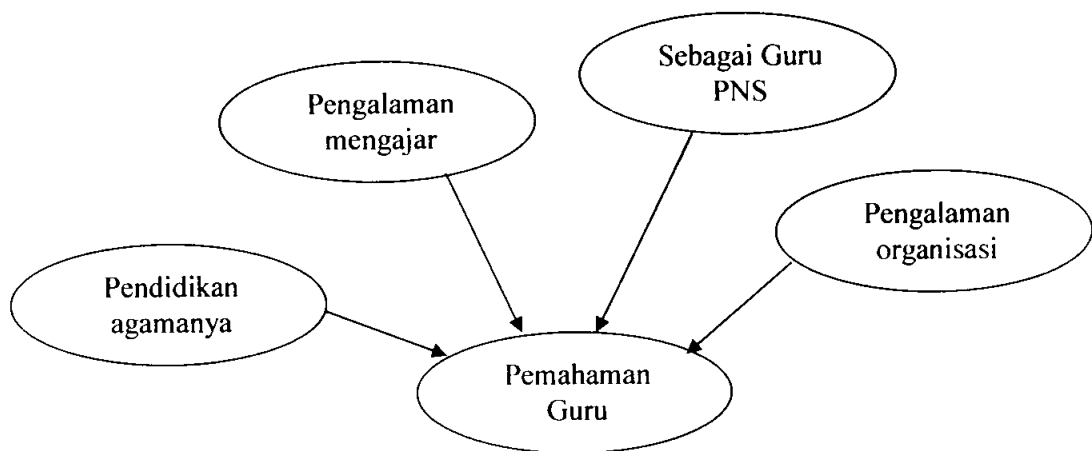 Sebagai Guru
PNS
Pengalaman
mengajar
Pengalaman
organisasi
Pendidikan
agamanya
Pemahaman
Guru